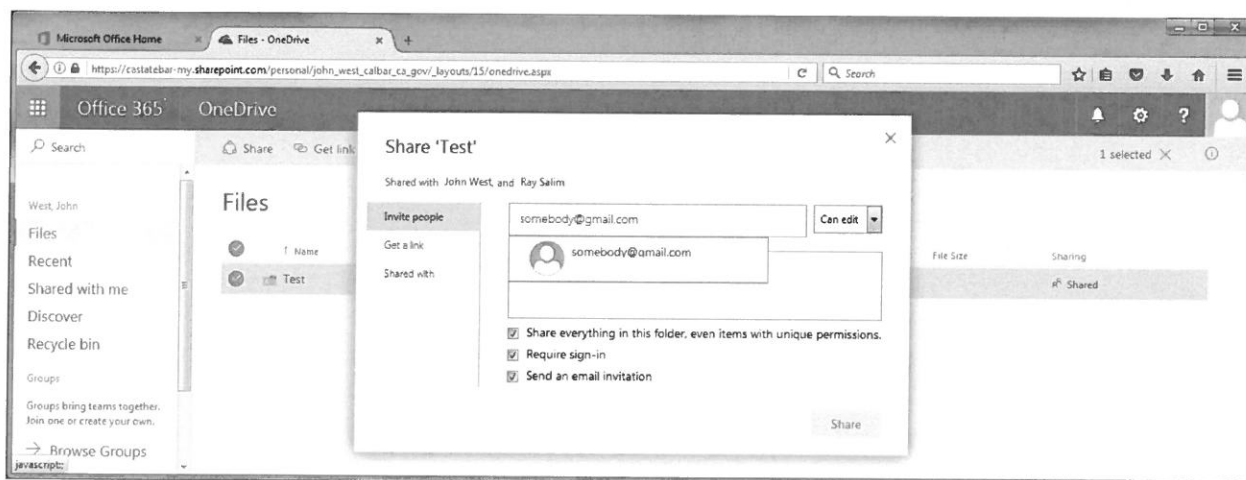 Microsoft Office Home
Files - OneDrive
https://castatebar-my.sharepoint.com/personal/john_west_calbar_ca_gov/_layouts/15/onedrive.aspx
Search
Office 365
OneDrive
?
Search
Share
Get link
1 selected
West, John
Files
Recent
Shared with me
Discover
Recycle bin
Groups
Groups bring teams together.
Join one or create your own.
Browse Groups
javascript:;
Files
Name
File Size
Sharing
Test
Shared
Share 'Test'
Shared with John West, and Ray Salim
Invite people
Get a link
Shared with
somebody@gmail.com
Can edit
somebody@gmail.com
Share everything in this folder, even items with unique permissions.
Require sign-in
Send an email invitation
Share